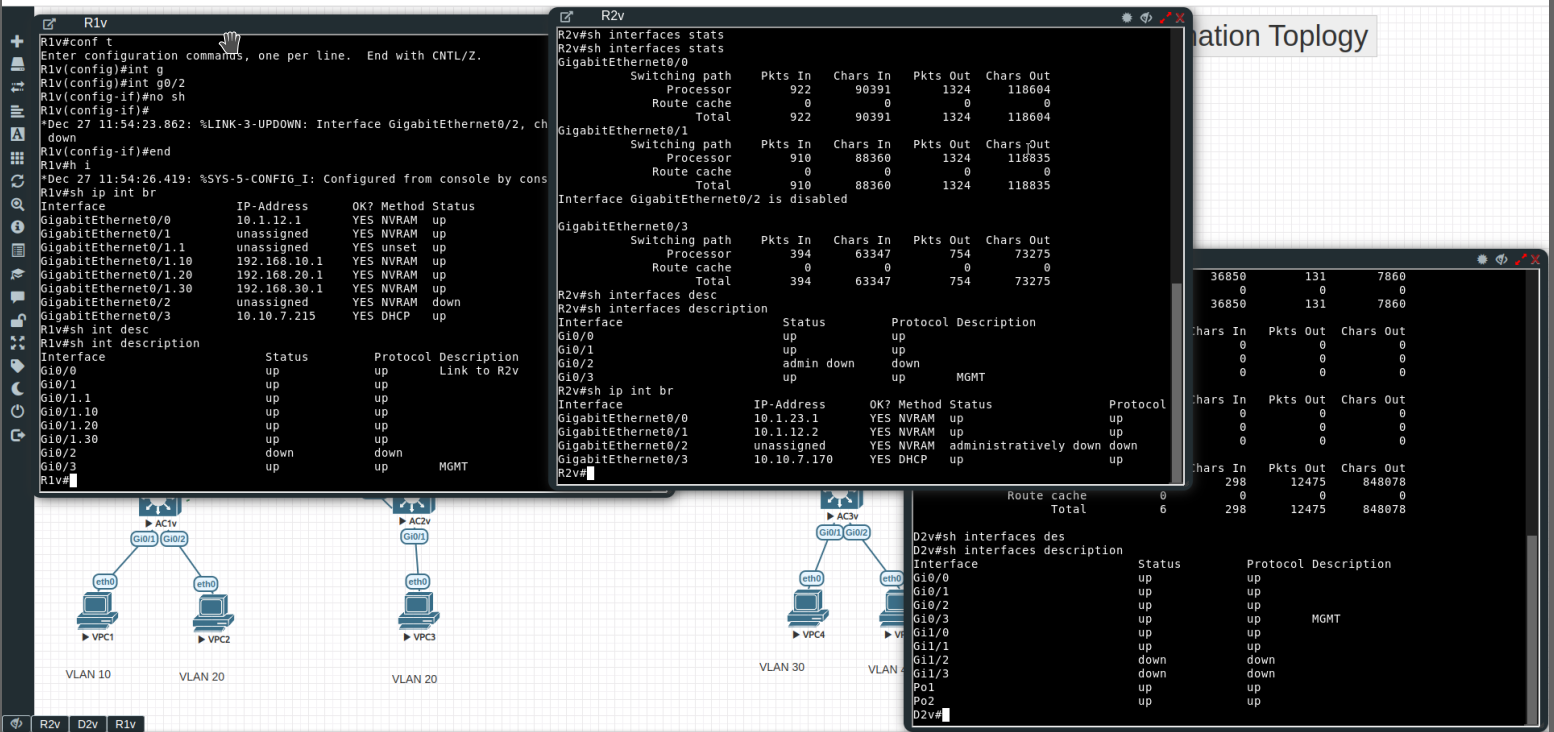 R1v
R1v#conf t
Enter configuration commands, one per line.  End with CNTL/Z.
R1v(config)#int g
R1v(config)#int g0/2
R1v(config-if)#no sh
R1v(config-if)#
*Dec 27 11:54:23.862: %LINK-3-UPDOWN: Interface GigabitEthernet0/2, ch
 down
R1v(config-if)#end
R1v#h i
*Dec 27 11:54:26.419: %SYS-5-CONFIG_I: Configured from console by cons
R1v#sh ip int br
Interface IP-Address OK? Method Status
GigabitEthernet0/0 10.1.12.1 YES NVRAM up
GigabitEthernet0/1 unassigned YES NVRAM up
GigabitEthernet0/1.1 unassigned YES unset up
GigabitEthernet0/1.10 192.168.10.1 YES NVRAM up
GigabitEthernet0/1.20 192.168.20.1 YES NVRAM up
GigabitEthernet0/1.30 192.168.30.1 YES NVRAM up
GigabitEthernet0/2 unassigned YES NVRAM down
GigabitEthernet0/3 10.10.7.215 YES DHCP up
R1v#sh int desc
R1v#sh int description
Interface Status Protocol Description
Gi0/0 up up Link to R2v
Gi0/1 up up
Gi0/1.1 up up
Gi0/1.10 up up
Gi0/1.20 up up
Gi0/1.30 up up
Gi0/2 down down
Gi0/3 up up MGMT
R1v#
R2v
R2v#sh interfaces stats
R2v#sh interfaces stats
GigabitEthernet0/0
Switching path Pkts In Chars In Pkts Out Chars Out
Processor 922 90391 1324 118604
Route cache 0 0 0 0
Total 922 90391 1324 118604
GigabitEthernet0/1
Switching path Pkts In Chars In Pkts Out Chars Out
Processor 910 88360 1324 118835
Route cache 0 0 0 0
Total 910 88360 1324 118835
Interface GigabitEthernet0/2 is disabled
GigabitEthernet0/3
Switching path Pkts In Chars In Pkts Out Chars Out
Processor 394 63347 754 73275
Route cache 0 0 0 0
Total 394 63347 754 73275
R2v#sh interfaces desc
R2v#sh interfaces description
Interface Status Protocol Description
Gi0/0 up up
Gi0/1 up up
Gi0/2 admin down down
Gi0/3 up up MGMT
R2v#sh ip int br
Interface IP-Address OK? Method Status Protocol
GigabitEthernet0/0 10.1.23.1 YES NVRAM up up
GigabitEthernet0/1 10.1.12.2 YES NVRAM up up
GigabitEthernet0/2 unassigned YES NVRAM administratively down down
GigabitEthernet0/3 10.10.7.170 YES DHCP up up
R2v#
ation Toplogy
36850 131 7860
0 0 0
36850 131 7860
Chars In Pkts Out Chars Out
0 0 0
0 0 0
0 0 0
Chars In Pkts Out Chars Out
0 0 0
0 0 0
0 0 0
Chars In Pkts Out Chars Out
298 12475 848078
Route cache 0 0 0 0
Total 6 298 12475 848078
D2v#sh interfaces des
D2v#sh interfaces description
Interface Status Protocol Description
Gi0/0 up up
Gi0/1 up up
Gi0/2 up up
Gi0/3 up up MGMT
Gi1/0 up up
Gi1/1 up up
Gi1/2 down down
Gi1/3 down down
Po1 up up
Po2 up up
D2v#
AC1v
Gi0/1 Gi0/2
eth0 eth0
VPC1 VPC2
VLAN 10 VLAN 20
AC2v
Gi0/1
eth0
VPC3
VLAN 20
AC3v
Gi0/1 Gi0/2
eth0 eth0
VPC4
VLAN 30
VLAN
R2v D2v R1v